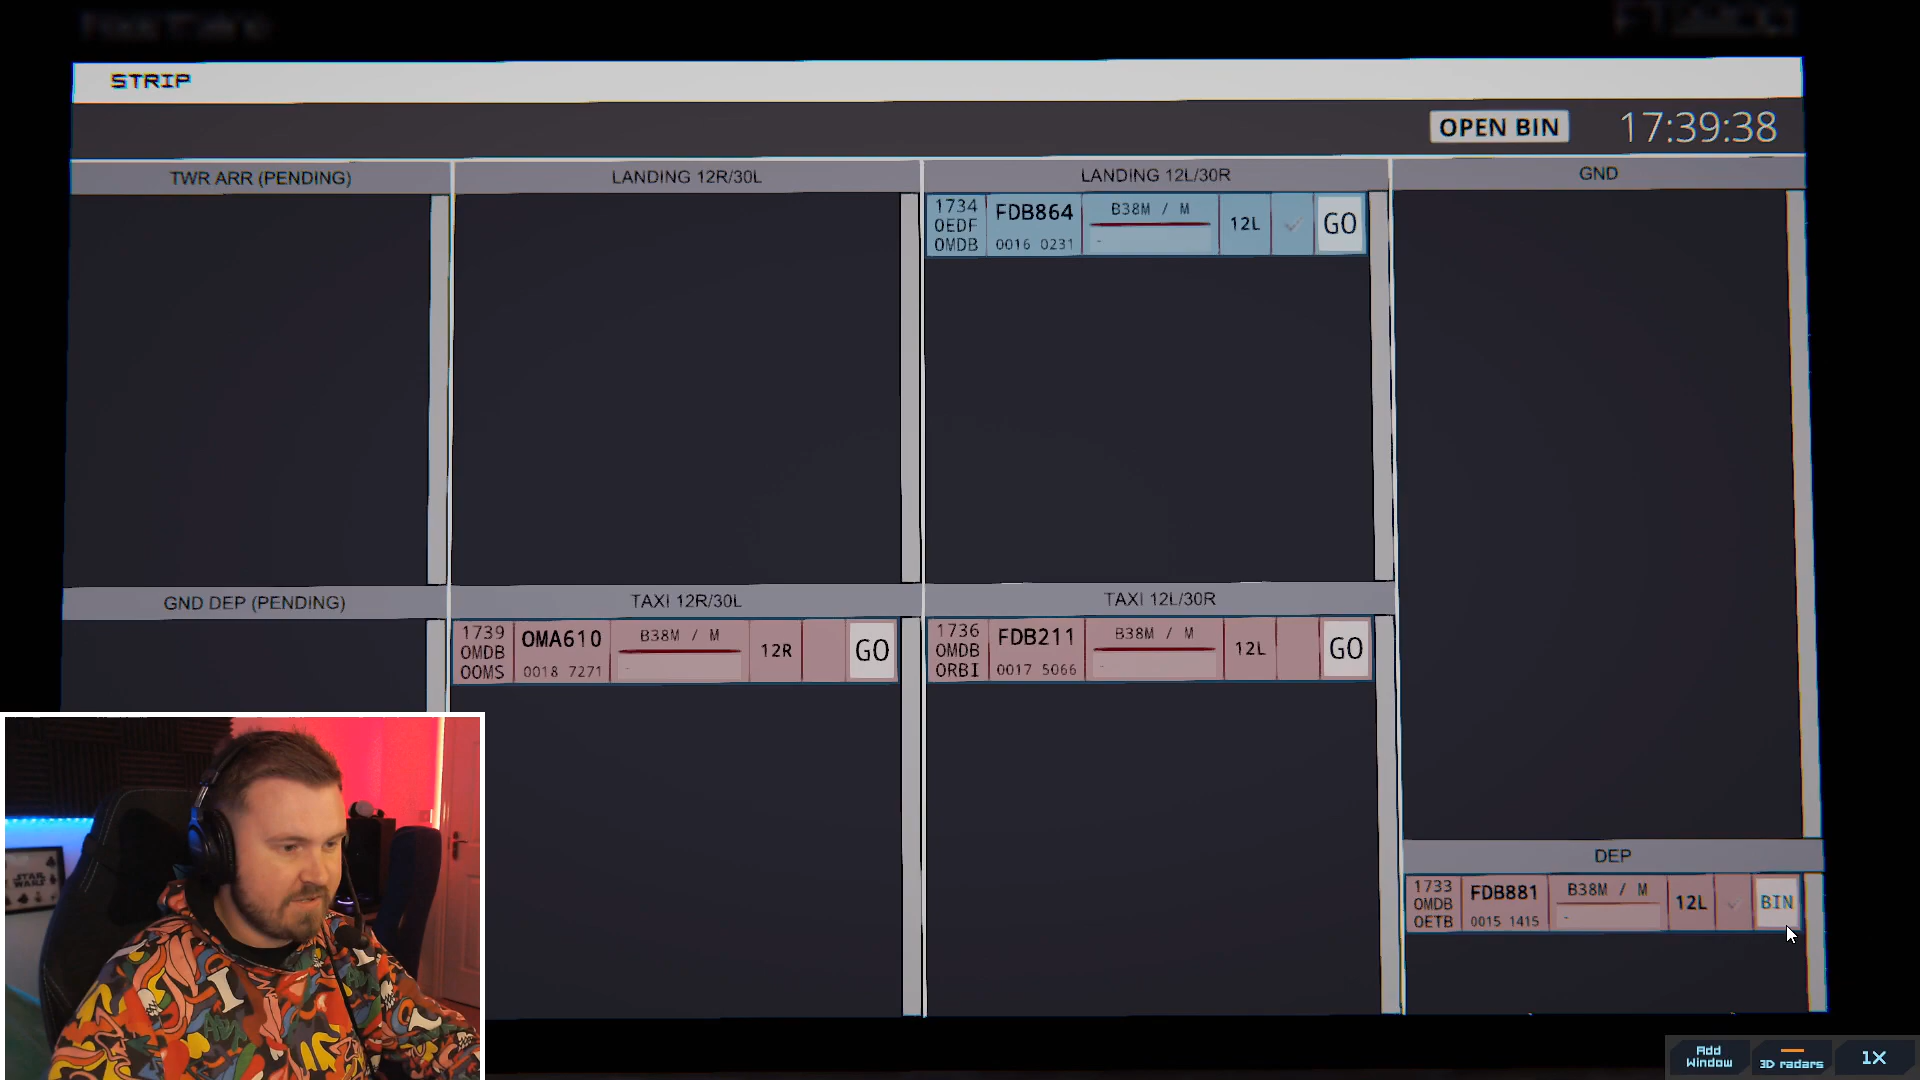 STRIP
OPEN BIN 17:39:38
TWR ARR (PENDING)
LANDING 12R/30L
LANDING 12L/30R
1734
OEDF
OMDB
FDB864
0016 0231
B38M / M
-
12L
GO
GND
GND DEP (PENDING)
TAXI 12R/30L
1739
OMDB
OOMS
OMA610
0018 7271
B38M / M
-
12R
GO
TAXI 12L/30R
1736
OMDB
ORBI
FDB211
0017 5066
B38M / M
-
12L
GO
DEP
1733
OMDB
OETB
FDB881
0015 1415
B38M / M
-
12L
BIN
STAR
WARS
Add
Window
3D radars
1X